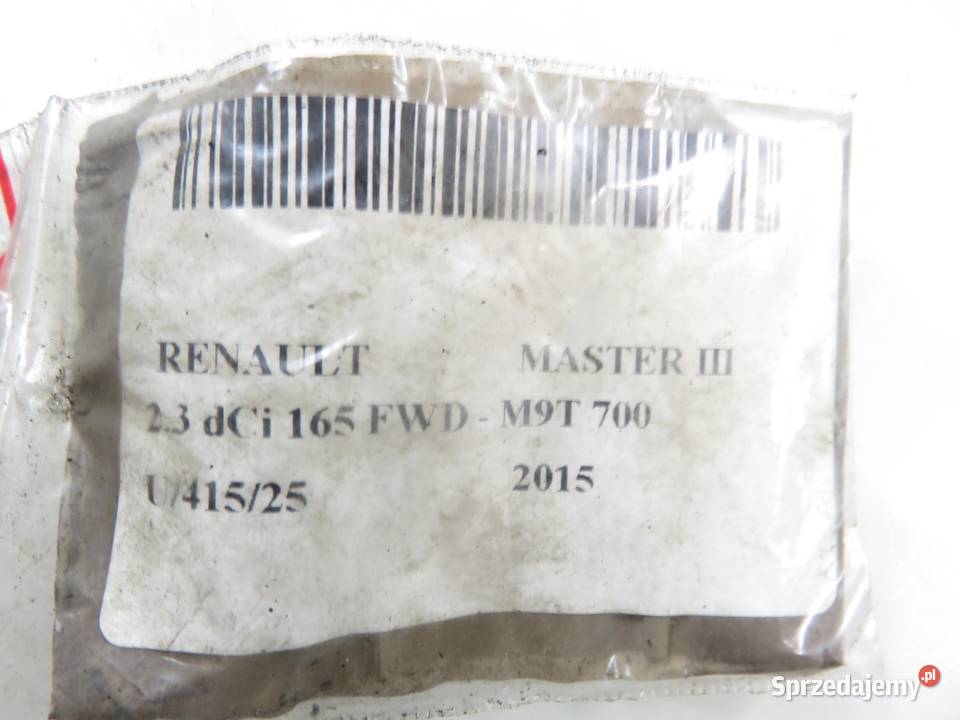 RENAULT MASTER III
2.3 dCi 165 FWD - M9T 700
U/415/25 2015
Sprzedajemy.pl